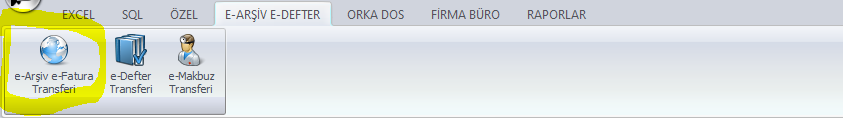 EXCEL SQL ÖZEL E-ARŞİV E-DEFTER ORKA DOS FİRMA BÜRO RAPORLAR
e-Arşiv e-Fatura Transferi
e-Defter Transferi
e-Makbuz Transferi